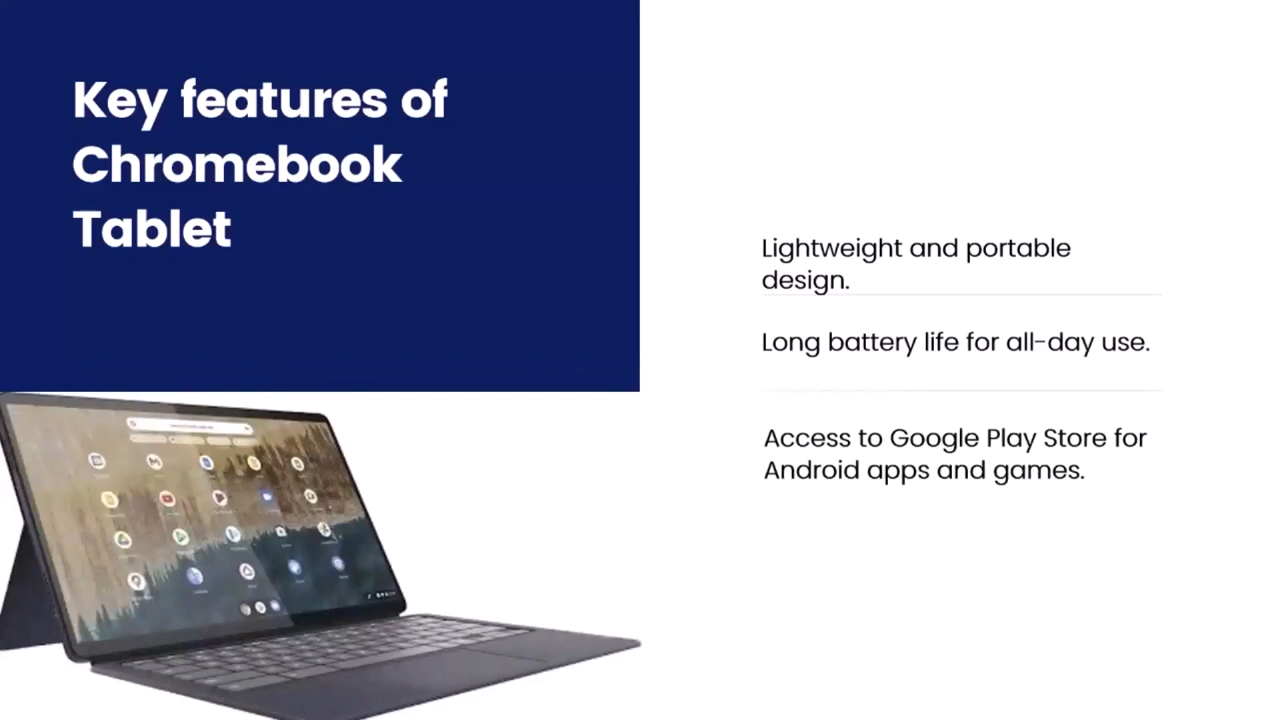 Key features of
Chromebook
Tablet
Lightweight and portable
design.
Long battery life for all-day use.
Access to Google Play Store for
Android apps and games.